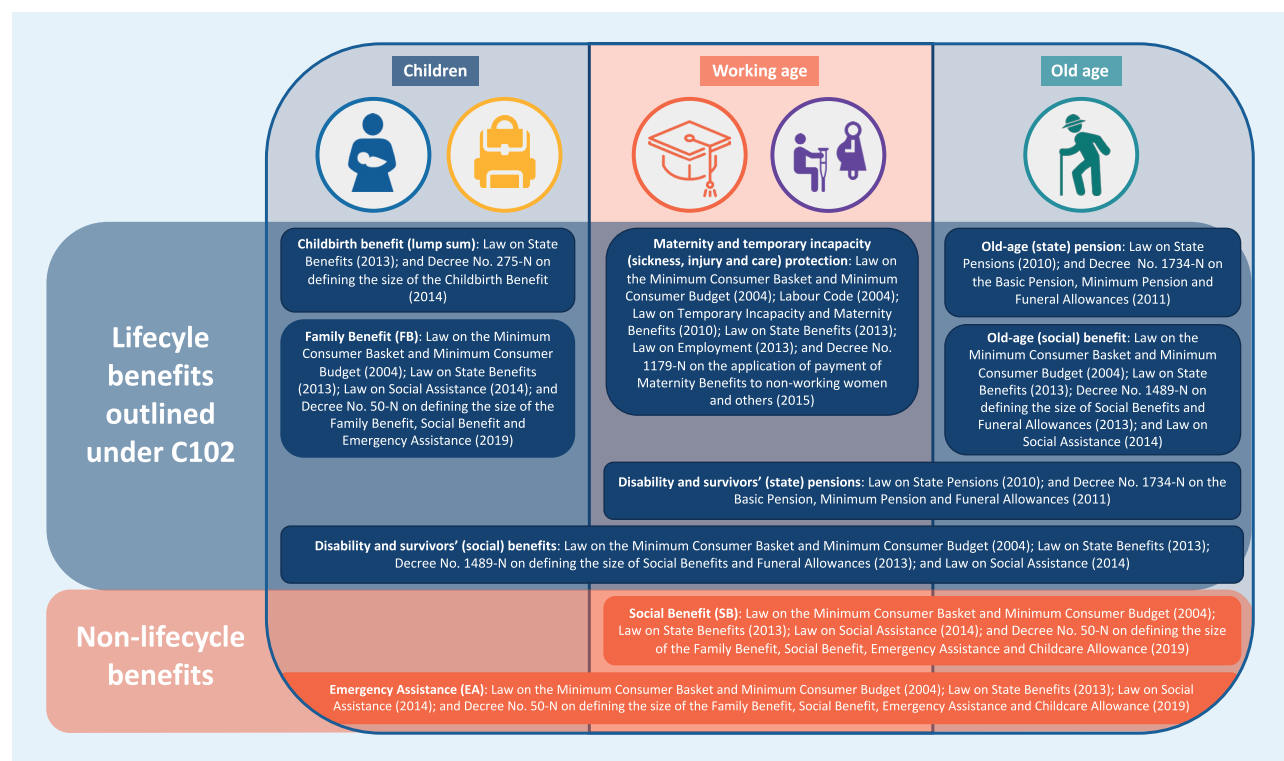 Children
Working age
Old age
Lifecyle
benefits
outlined
under C102
Childbirth benefit (lump sum): Law on State
Benefits (2013); and Decree No. 275-N on
defining the size of the Childbirth Benefit
(2014)
Family Benefit (FB): Law on the Minimum
Consumer Basket and Minimum Consumer
Budget (2004); Law on State Benefits
(2013); Law on Social Assistance (2014); and
Decree No. 50-N on defining the size of the
Family Benefit, Social Benefit and
Emergency Assistance (2019)
Maternity and temporary incapacity
(sickness, injury and care) protection: Law on
the Minimum Consumer Basket and Minimum
Consumer Budget (2004); Labour Code (2004);
Law on Temporary Incapacity and Maternity
Benefits (2010); Law on State Benefits (2013);
Law on Employment (2013); and Decree No.
1179-N on the application of payment of
Maternity Benefits to non-working women
and others (2015)
Old-age (state) pension: Law on State
Pensions (2010); and Decree No. 1734-N on
the Basic Pension, Minimum Pension and
Funeral Allowances (2011)
Old-age (social) benefit: Law on the
Minimum Consumer Basket and Minimum
Consumer Budget (2004); Law on State
Benefits (2013); Decree No. 1489-N on
defining the size of Social Benefits and
Funeral Allowances (2013); and Law on
Social Assistance (2014)
Disability and survivors' (state) pensions: Law on State Pensions (2010); and Decree No. 1734-N on the
Basic Pension, Minimum Pension and Funeral Allowances (2011)
Disability and survivors' (social) benefits: Law on the Minimum Consumer Basket and Minimum Consumer Budget (2004); Law on State Benefits (2013);
Decree No. 1489-N on defining the size of Social Benefits and Funeral Allowances (2013); and Law on Social Assistance (2014)
Non-lifecycle
benefits
Social Benefit (SB): Law on the Minimum Consumer Basket and Minimum Consumer Budget (2004);
Law on State Benefits (2013); Law on Social Assistance (2014); and Decree No. 50-N on defining the size
of the Family Benefit, Social Benefit, Emergency Assistance and Childcare Allowance (2019)
Emergency Assistance (EA): Law on the Minimum Consumer Basket and Minimum Consumer Budget (2004); Law on State Benefits (2013); Law on Social
Assistance (2014); and Decree No. 50-N on defining the size of the Family Benefit, Social Benefit, Emergency Assistance and Childcare Allowance (2019)